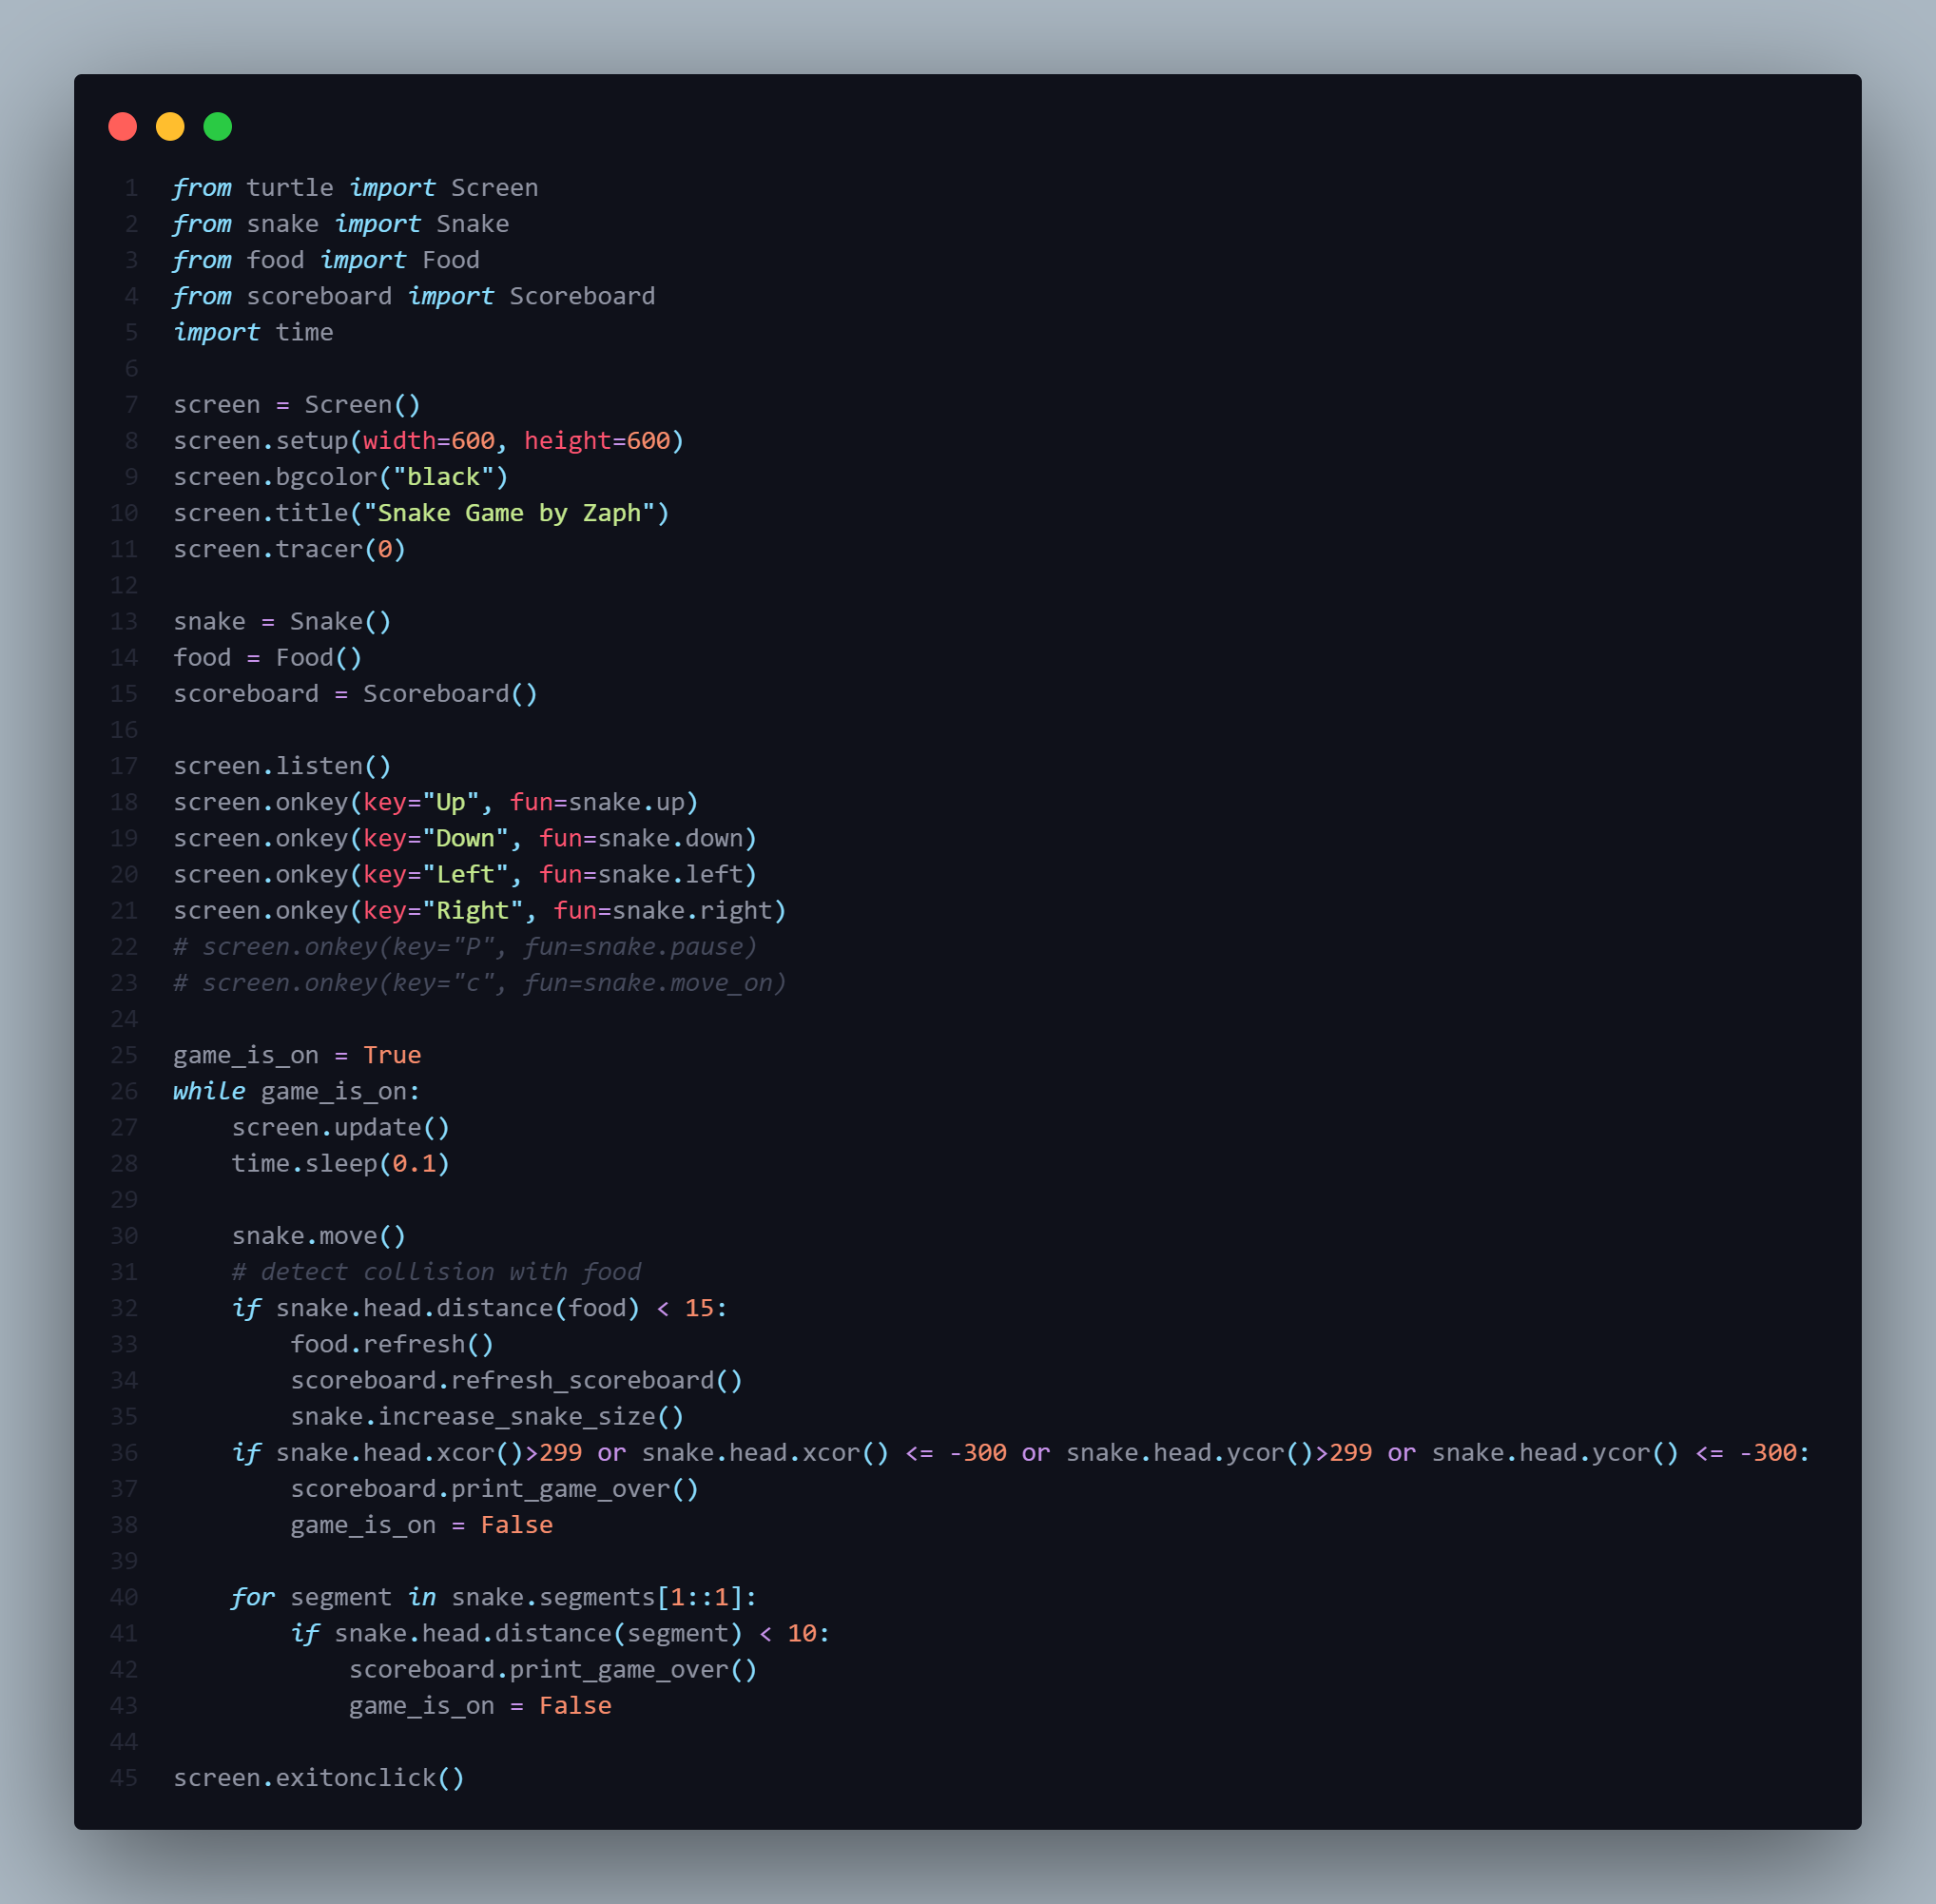 1 from turtle import Screen
2 from snake import Snake
3 from food import Food
4 from scoreboard import Scoreboard
5 import time
6
7 screen = Screen()
8 screen.setup(width=600, height=600)
9 screen.bgcolor("black")
10 screen.title("Snake Game by Zaph")
11 screen.tracer(0)
12
13 snake = Snake()
14 food = Food()
15 scoreboard = Scoreboard()
16
17 screen.listen()
18 screen.onkey(key="Up", fun=snake.up)
19 screen.onkey(key="Down", fun=snake.down)
20 screen.onkey(key="Left", fun=snake.left)
21 screen.onkey(key="Right", fun=snake.right)
22 # screen.onkey(key="P", fun=snake.pause)
23 # screen.onkey(key="c", fun=snake.move_on)
24
25 game_is_on = True
26 while game_is_on:
27     screen.update()
28     time.sleep(0.1)
29
30     snake.move()
31     # detect collision with food
32     if snake.head.distance(food) < 15:
33         food.refresh()
34         scoreboard.refresh_scoreboard()
35         snake.increase_snake_size()
36     if snake.head.xcor()>299 or snake.head.xcor() <= -300 or snake.head.ycor()>299 or snake.head.ycor() <= -300:
37         scoreboard.print_game_over()
38         game_is_on = False
39
40     for segment in snake.segments[1::1]:
41         if snake.head.distance(segment) < 10:
42             scoreboard.print_game_over()
43             game_is_on = False
44
45 screen.exitonclick()